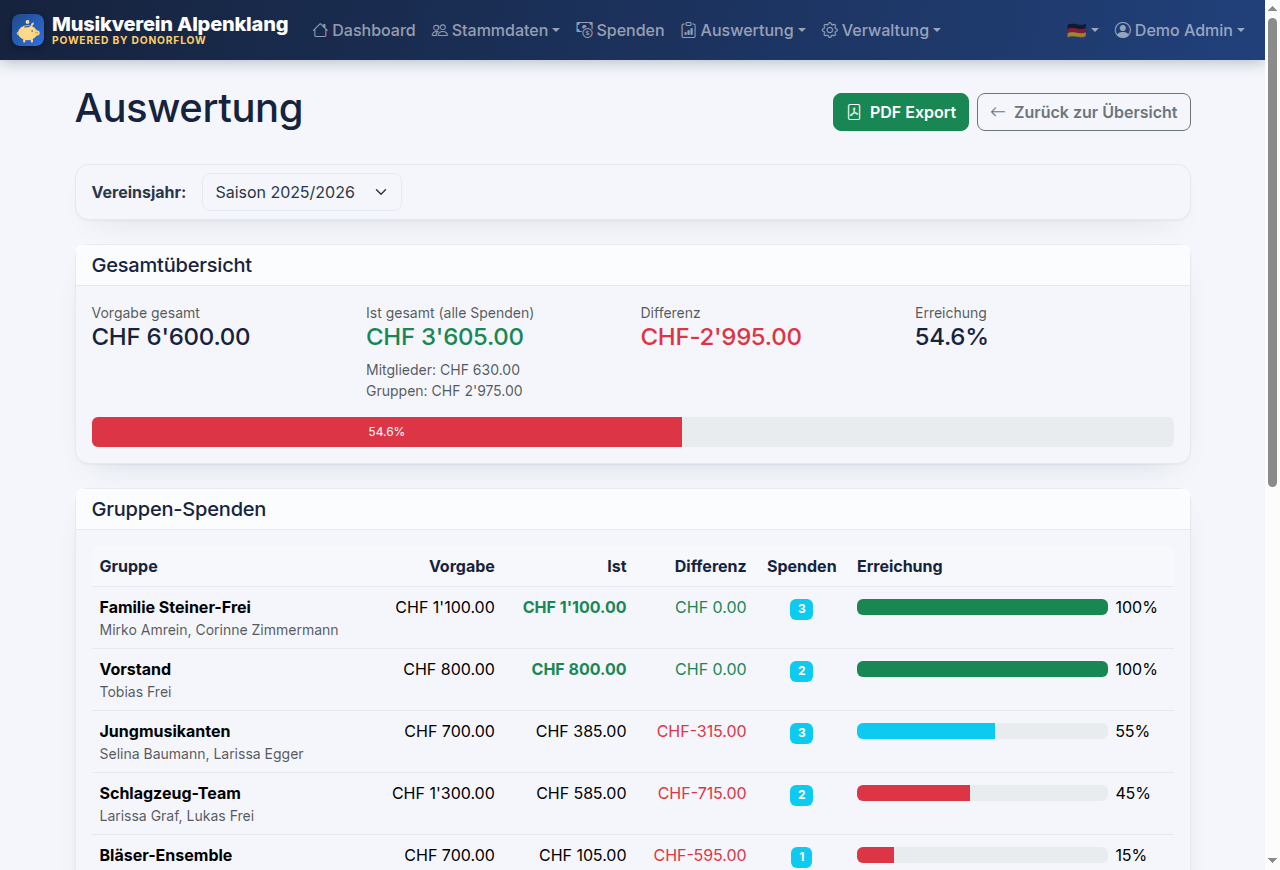 Musikverein Alpenklang
POWERED BY DONORFLOW
Dashboard
Stammdaten
Spenden
Auswertung
Verwaltung
Demo Admin
Auswertung
PDF Export
Zurück zur Übersicht
Vereinsjahr:
Saison 2025/2026
Gesamtübersicht
Vorgabe gesamt
CHF 6'600.00
Ist gesamt (alle Spenden)
CHF 3'605.00
Mitglieder: CHF 630.00
Gruppen: CHF 2'975.00
Differenz
CHF-2'995.00
Erreichung
54.6%
54.6%
Gruppen-Spenden
Gruppe Vorgabe Ist Differenz Spenden Erreichung
Familie Steiner-Frei CHF 1'100.00 CHF 1'100.00 CHF 0.00 3 100%
Mirko Amrein, Corinne Zimmermann
Vorstand CHF 800.00 CHF 800.00 CHF 0.00 2 100%
Tobias Frei
Jungmusikanten CHF 700.00 CHF 385.00 CHF-315.00 3 55%
Selina Baumann, Larissa Egger
Schlagzeug-Team CHF 1'300.00 CHF 585.00 CHF-715.00 2 45%
Larissa Graf, Lukas Frei
Bläser-Ensemble CHF 700.00 CHF 105.00 CHF-595.00 1 15%